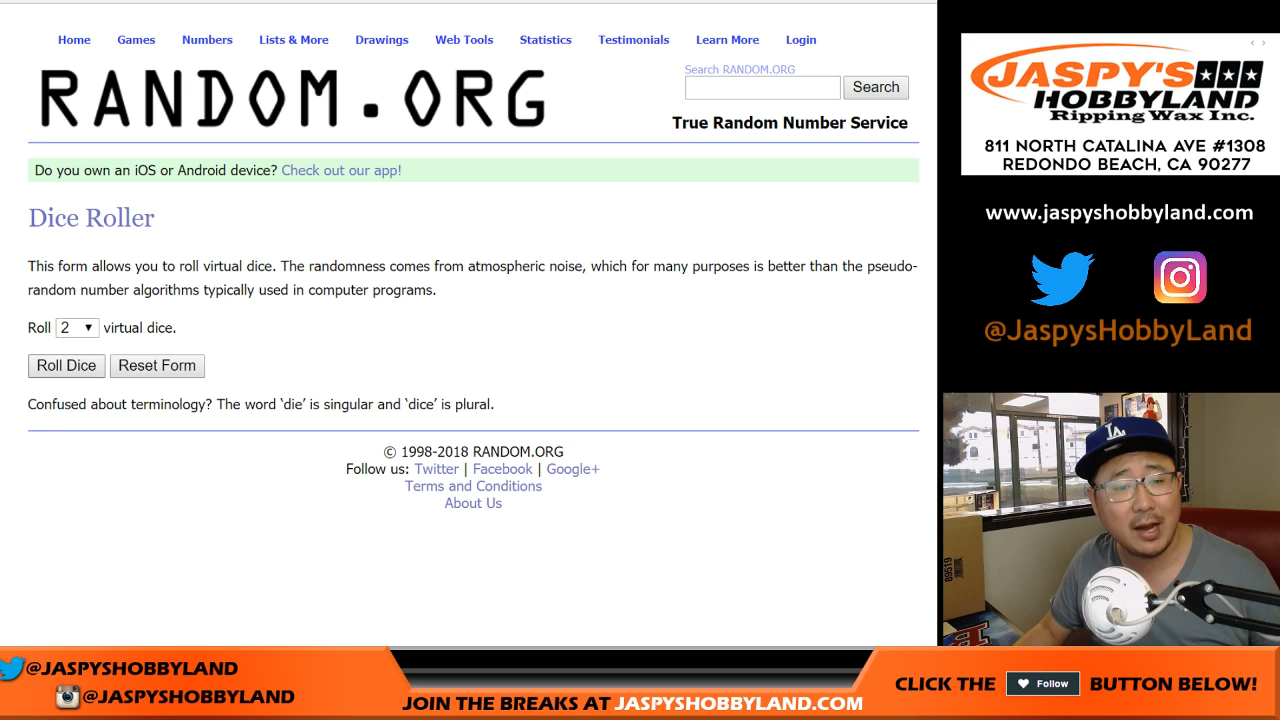 Home Games Numbers Lists & More Drawings Web Tools Statistics Testimonials Learn More Login
RANDOM.ORG
Search RANDOM.ORG
Search
True Random Number Service
Do you own an iOS or Android device? Check out our app!
Dice Roller
This form allows you to roll virtual dice. The randomness comes from atmospheric noise, which for many purposes is better than the pseudo-
random number algorithms typically used in computer programs.
Roll 2 virtual dice.
Roll Dice Reset Form
Confused about terminology? The word ‘die’ is singular and ‘dice’ is plural.
© 1998-2018 RANDOM.ORG
Follow us: Twitter | Facebook | Google+
Terms and Conditions
About Us
JASPY'S
HOBBYLAND
Ripping Wax Inc.
811 NORTH CATALINA AVE #1308
REDONDO BEACH, CA 90277
www.jaspyshobbyland.com
@JaspysHobbyLand
LA
@JASPYSHOBBYLAND
@JASPYSHOBBYLAND
JOIN THE BREAKS AT JASPYSHOBBYLAND.COM
CLICK THE Follow BUTTON BELOW!